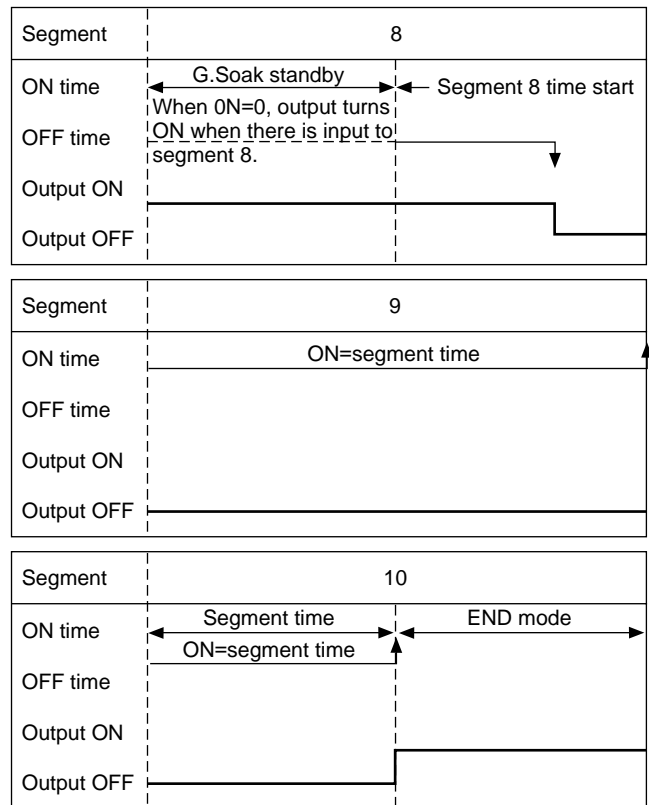 Segment 8
ON time
G.Soak standby
Segment 8 time start
When 0N=0, output turns
ON when there is input to
segment 8.
OFF time
Output ON
Output OFF
Segment 9
ON time
ON=segment time
OFF time
Output ON
Output OFF
Segment 10
ON time
Segment time
END mode
ON=segment time
OFF time
Output ON
Output OFF